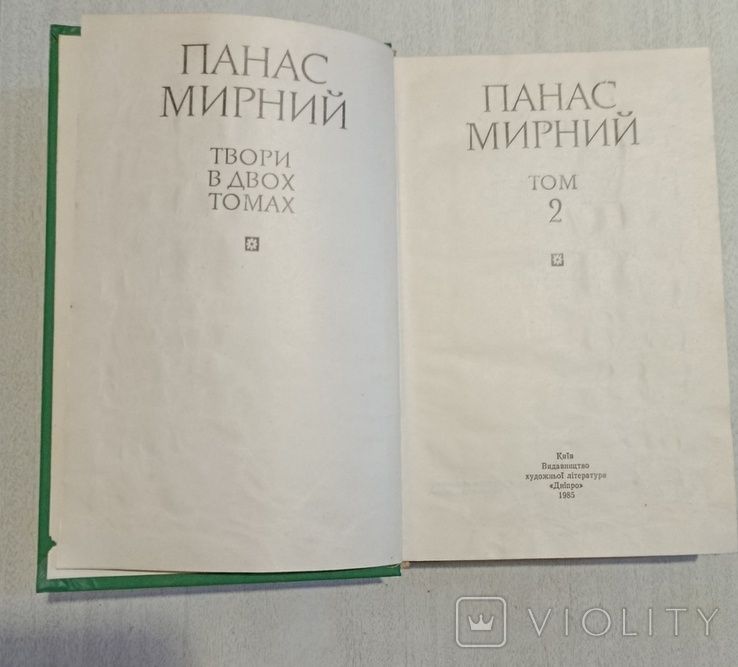 ПАНАС
МИРНИЙ
ТВОРИ
В ДВОХ
ТОМАХ
ПАНАС
МИРНИЙ
ТОМ
2
Київ
Видавництво
художньої літератури
«Дніпро»
1985
VIOLITY